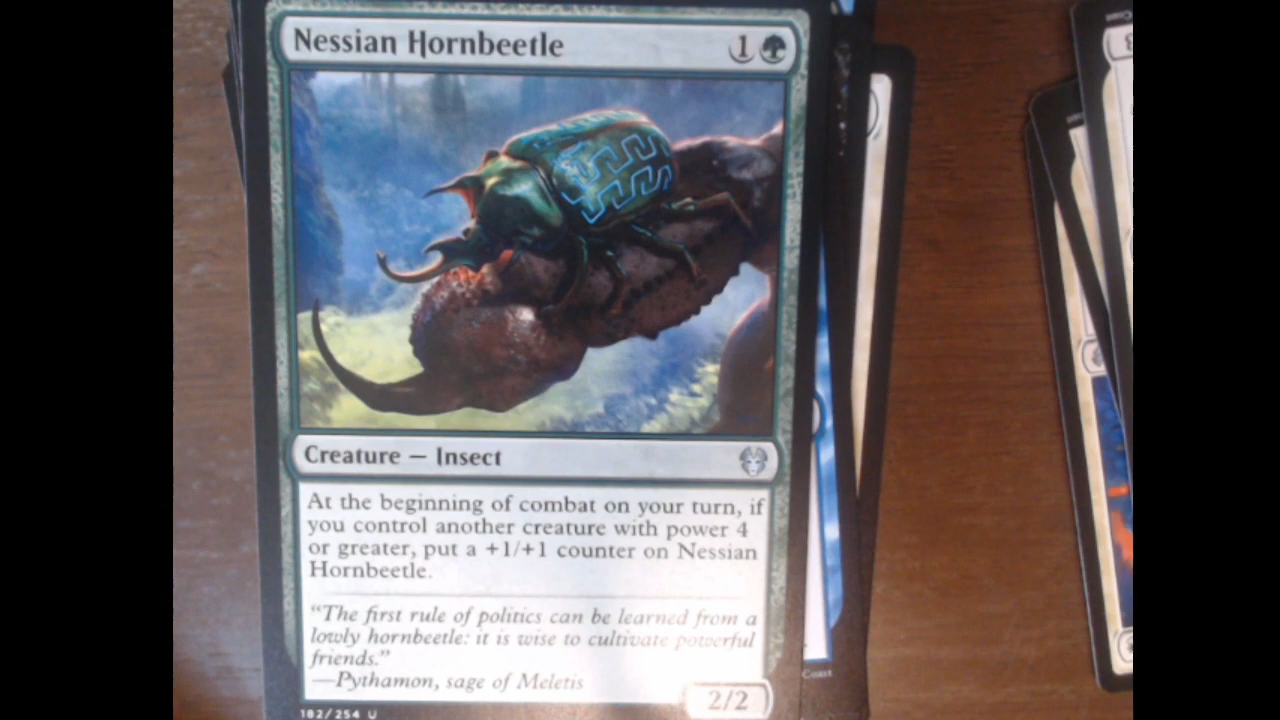 Nessian Hornbeetle 1
Creature — Insect
At the beginning of combat on your turn, if
you control another creature with power 4
or greater, put a +1/+1 counter on Nessian
Hornbeetle.
“The first rule of politics can be learned from a
lowly hornbeetle: it is wise to cultivate powerful
friends.”
—Pythamon, sage of Meletis
2/2
182/254 U
Coast